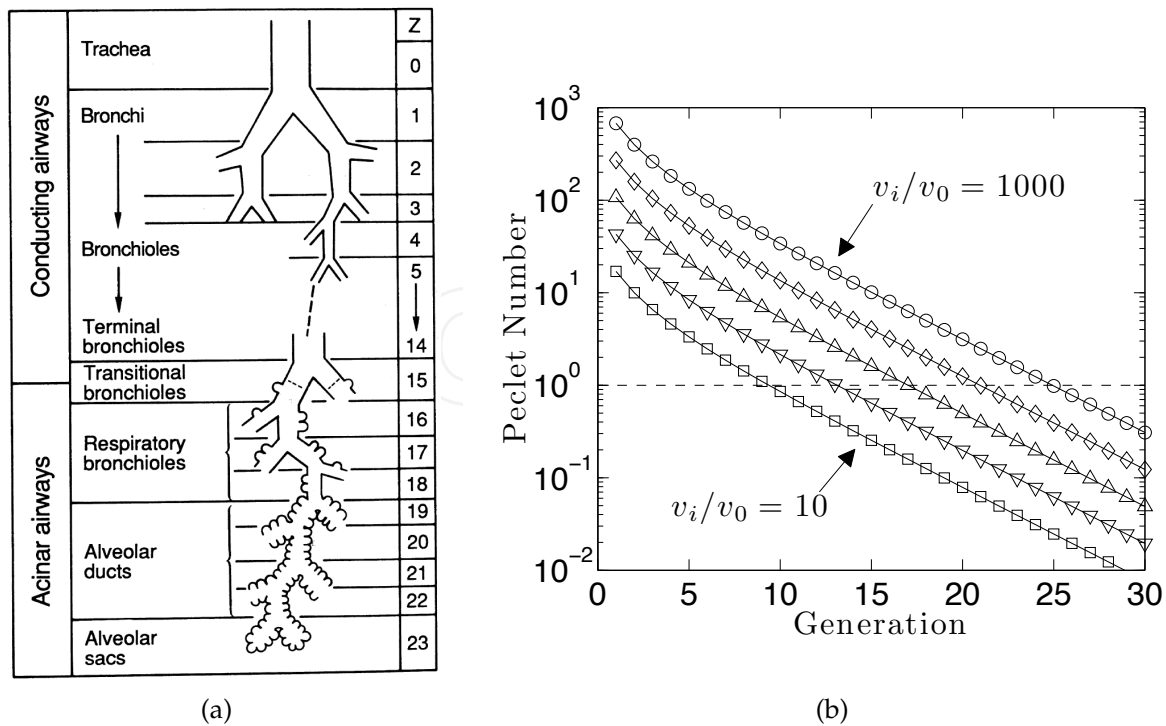 Conducting airways
Acinar airways
Trachea
Bronchi
Bronchioles
Terminal
bronchioles
Transitional
bronchioles
Respiratory
bronchioles
Alveolar
ducts
Alveolar
sacs
Z
0
1
2
3
4
5
14
15
16
17
18
19
20
21
22
23
(a)
Peclet Number
10^3
10^2
10^1
10^0
10^-1
10^-2
v_i/v_0 = 1000
v_i/v_0 = 10
0 5 10 15 20 25 30
Generation
(b)